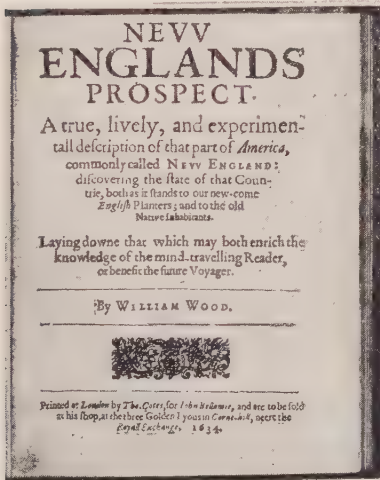 NEVV
ENGLANDS
PROSPECT.
A true, lively, and experimen-
tall description of that part of America,
commonly called NEVV ENGLAND:
discovering the state of that Coun-
trie, both as it stands to our new-come
English Planters; and to the old
Native Inhabitants.
Laying downe that which may both enrich the
knowledge of the mind-travelling Reader,
or benefit the future Voyager.
By WILLIAM WOOD.
Printed at London by Tho. Cotes, for Iohn Bellamie, and are to be sold
at his shop, at the three Golden Lyons in Corne-hill, neere the
Royall Exchange. 1634.